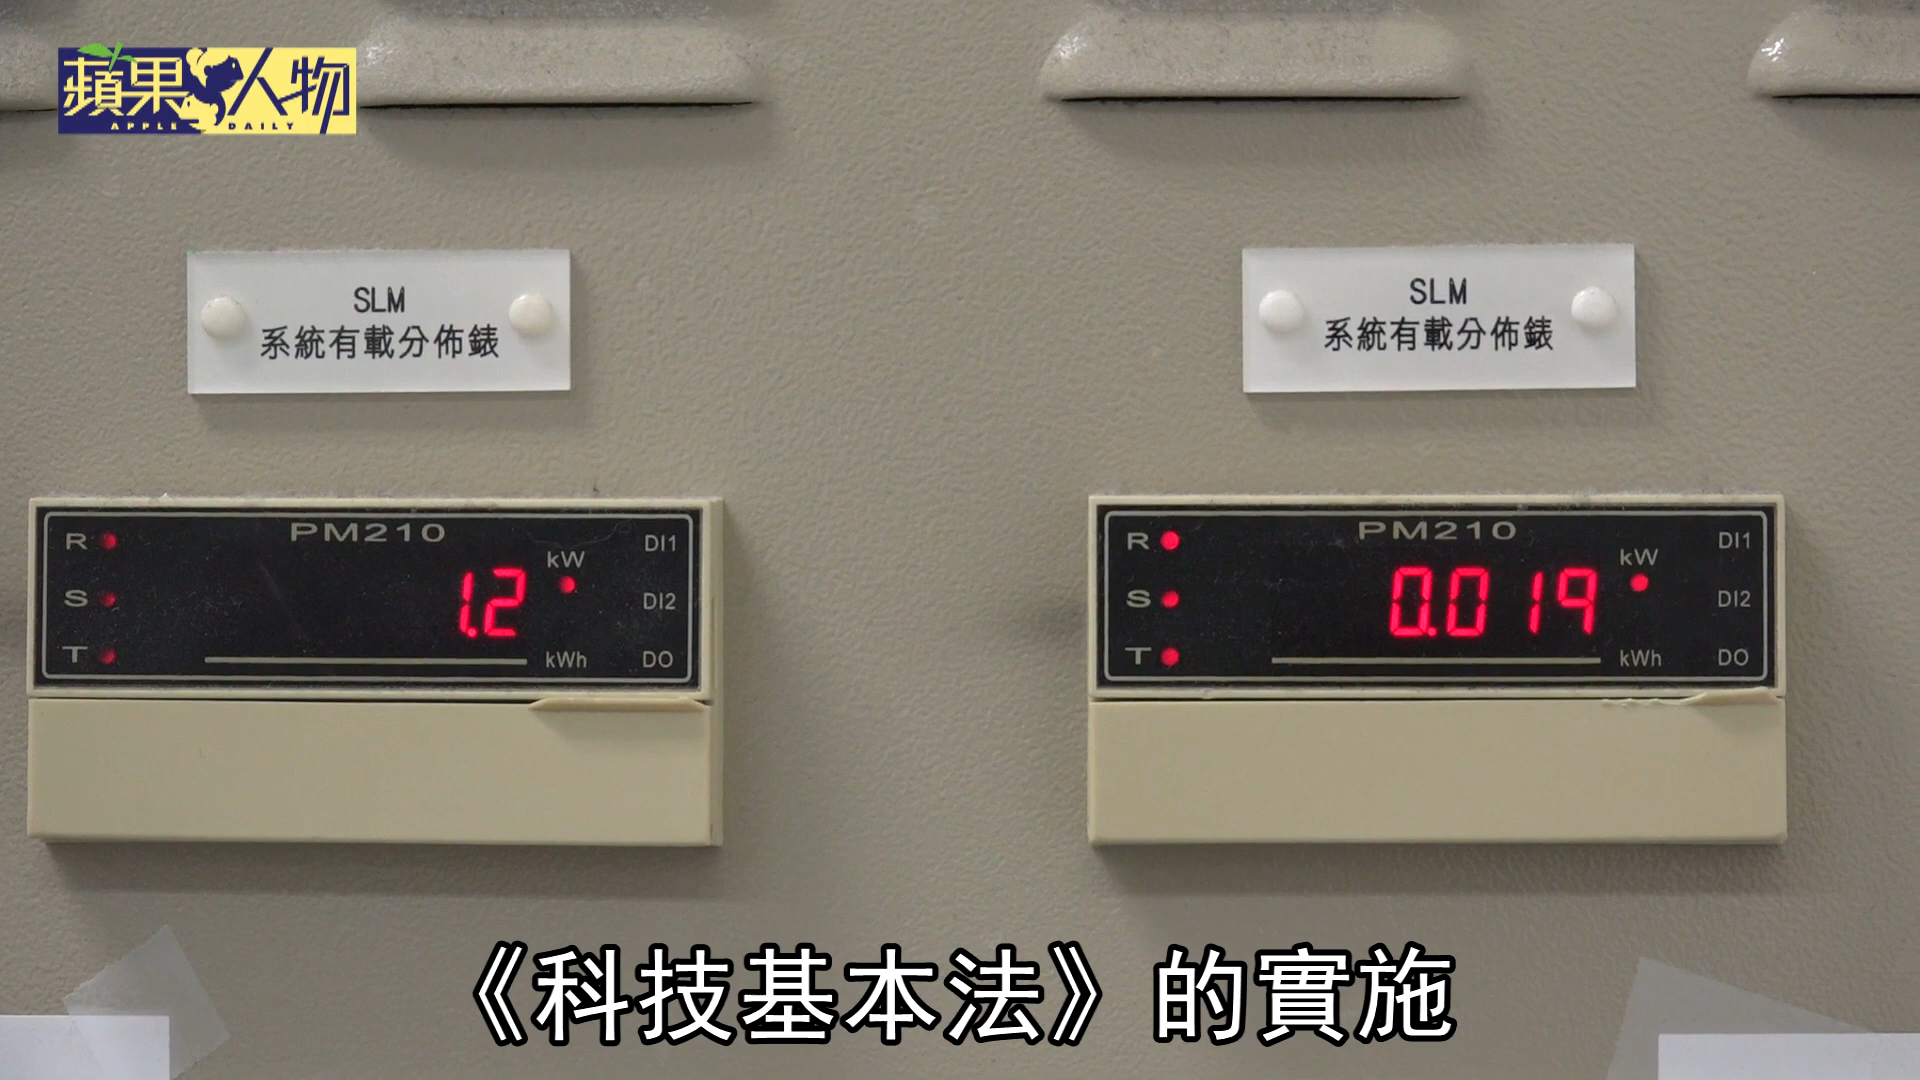 蘋果人物
APPLE DAILY
SLM
系統有載分佈錶
SLM
系統有載分佈錶
PM210
R
kW
DI1
1.2
S
DI2
T
kWh
DO
PM210
R
kW
DI1
0.019
S
DI2
T
kWh
DO
《科技基本法》的實施